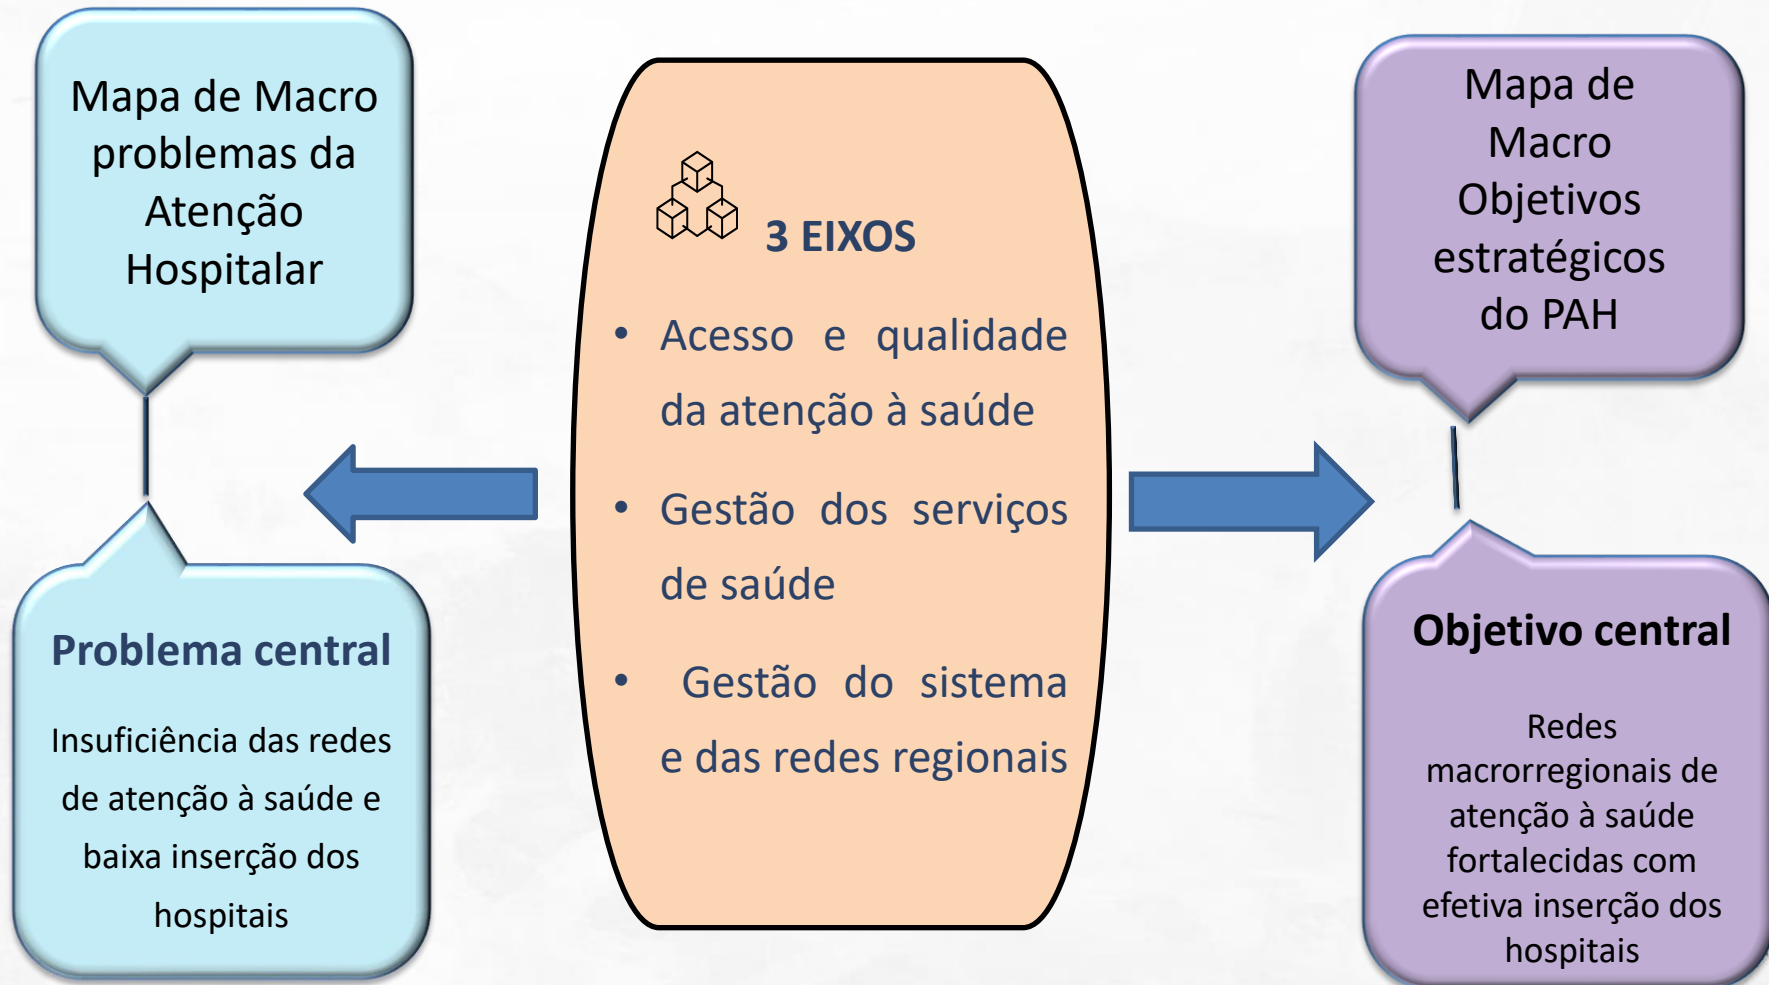 Mapa de Macro
problemas da
Atenção
Hospitalar
Problema central
Insuficiência das redes
de atenção à saúde e
baixa inserção dos
hospitais
3 EIXOS
• Acesso e qualidade
da atenção à saúde
• Gestão dos serviços
de saúde
• Gestão do sistema
e das redes regionais
Mapa de
Macro
Objetivos
estratégicos
do PAH
Objetivo central
Redes
macrorregionais de
atenção à saúde
fortalecidas com
efetiva inserção dos
hospitais